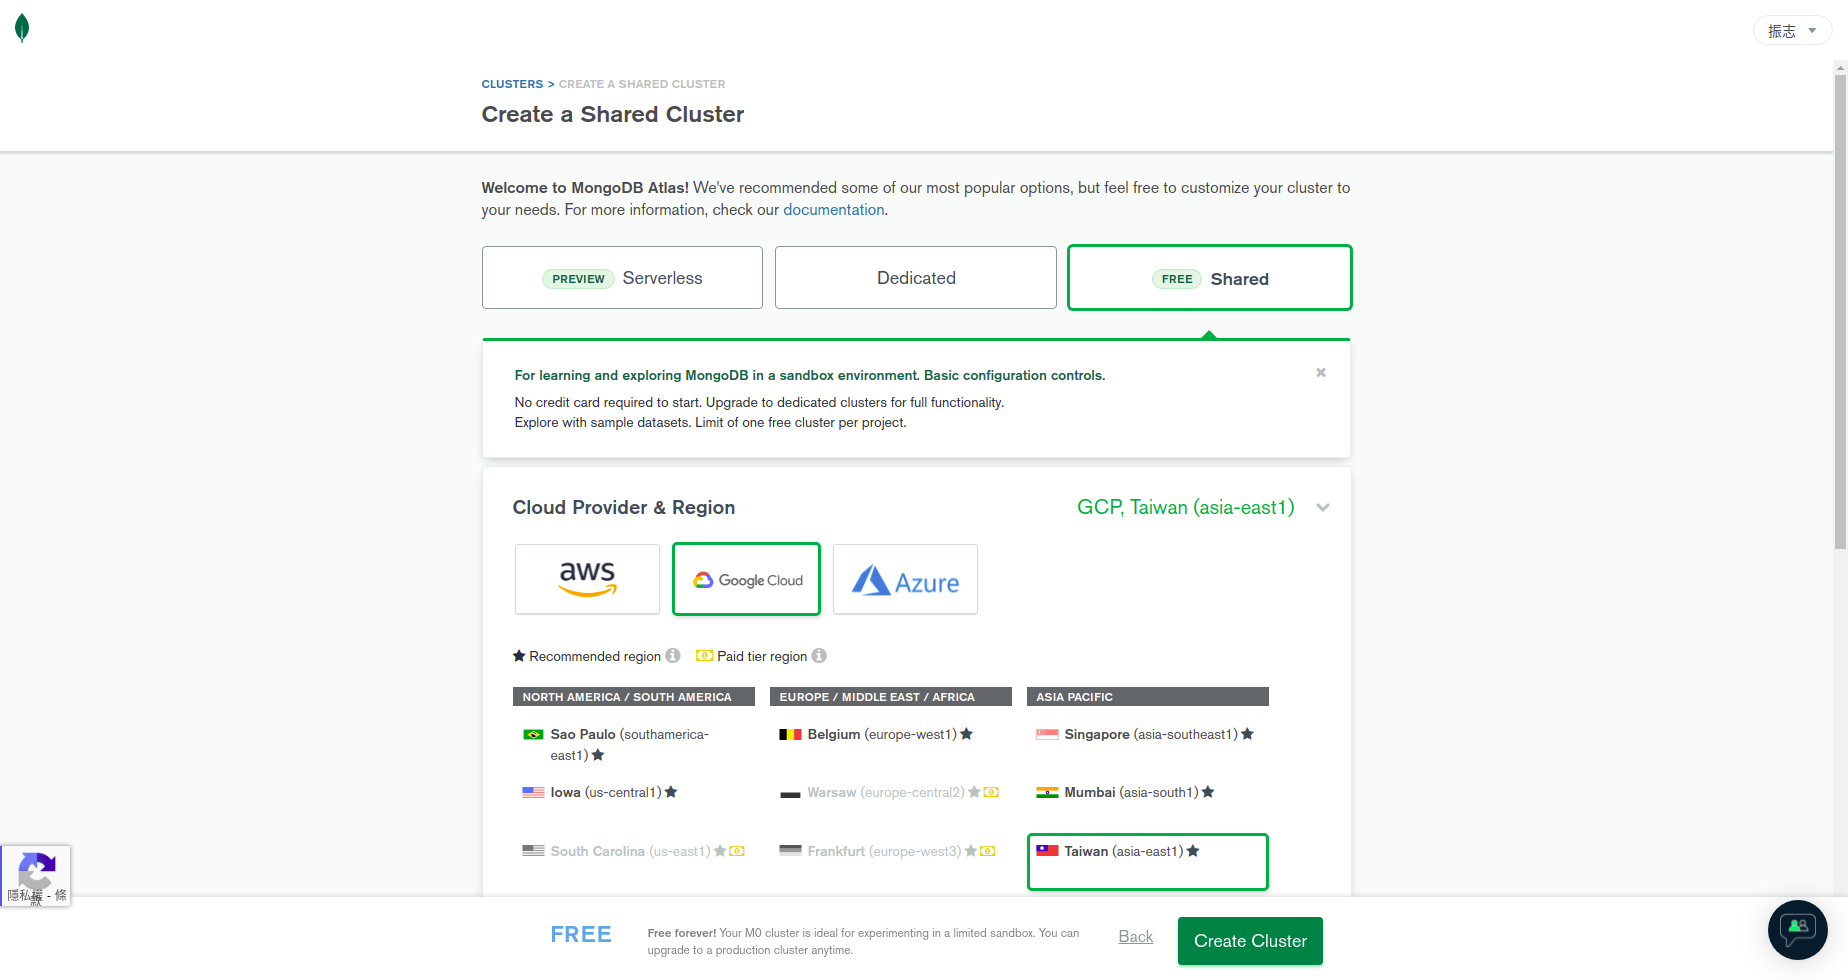 振志
CLUSTERS > CREATE A SHARED CLUSTER
Create a Shared Cluster
Welcome to MongoDB Atlas! We've recommended some of our most popular options, but feel free to customize your cluster to
your needs. For more information, check our documentation.
PREVIEW Serverless
Dedicated
FREE Shared
For learning and exploring MongoDB in a sandbox environment. Basic configuration controls.
No credit card required to start. Upgrade to dedicated clusters for full functionality.
Explore with sample datasets. Limit of one free cluster per project.
Cloud Provider & Region
GCP, Taiwan (asia-east1)
aws
Google Cloud
Azure
Recommended region
Paid tier region
NORTH AMERICA / SOUTH AMERICA
Sao Paulo (southamerica-
east1)
Iowa (us-central1)
South Carolina (us-east1)
EUROPE / MIDDLE EAST / AFRICA
Belgium (europe-west1)
Warsaw (europe-central2)
Frankfurt (europe-west3)
ASIA PACIFIC
Singapore (asia-southeast1)
Mumbai (asia-south1)
Taiwan (asia-east1)
隱私權 - 條
款
FREE
Free forever! Your M0 cluster is ideal for experimenting in a limited sandbox. You can
upgrade to a production cluster anytime.
Back
Create Cluster